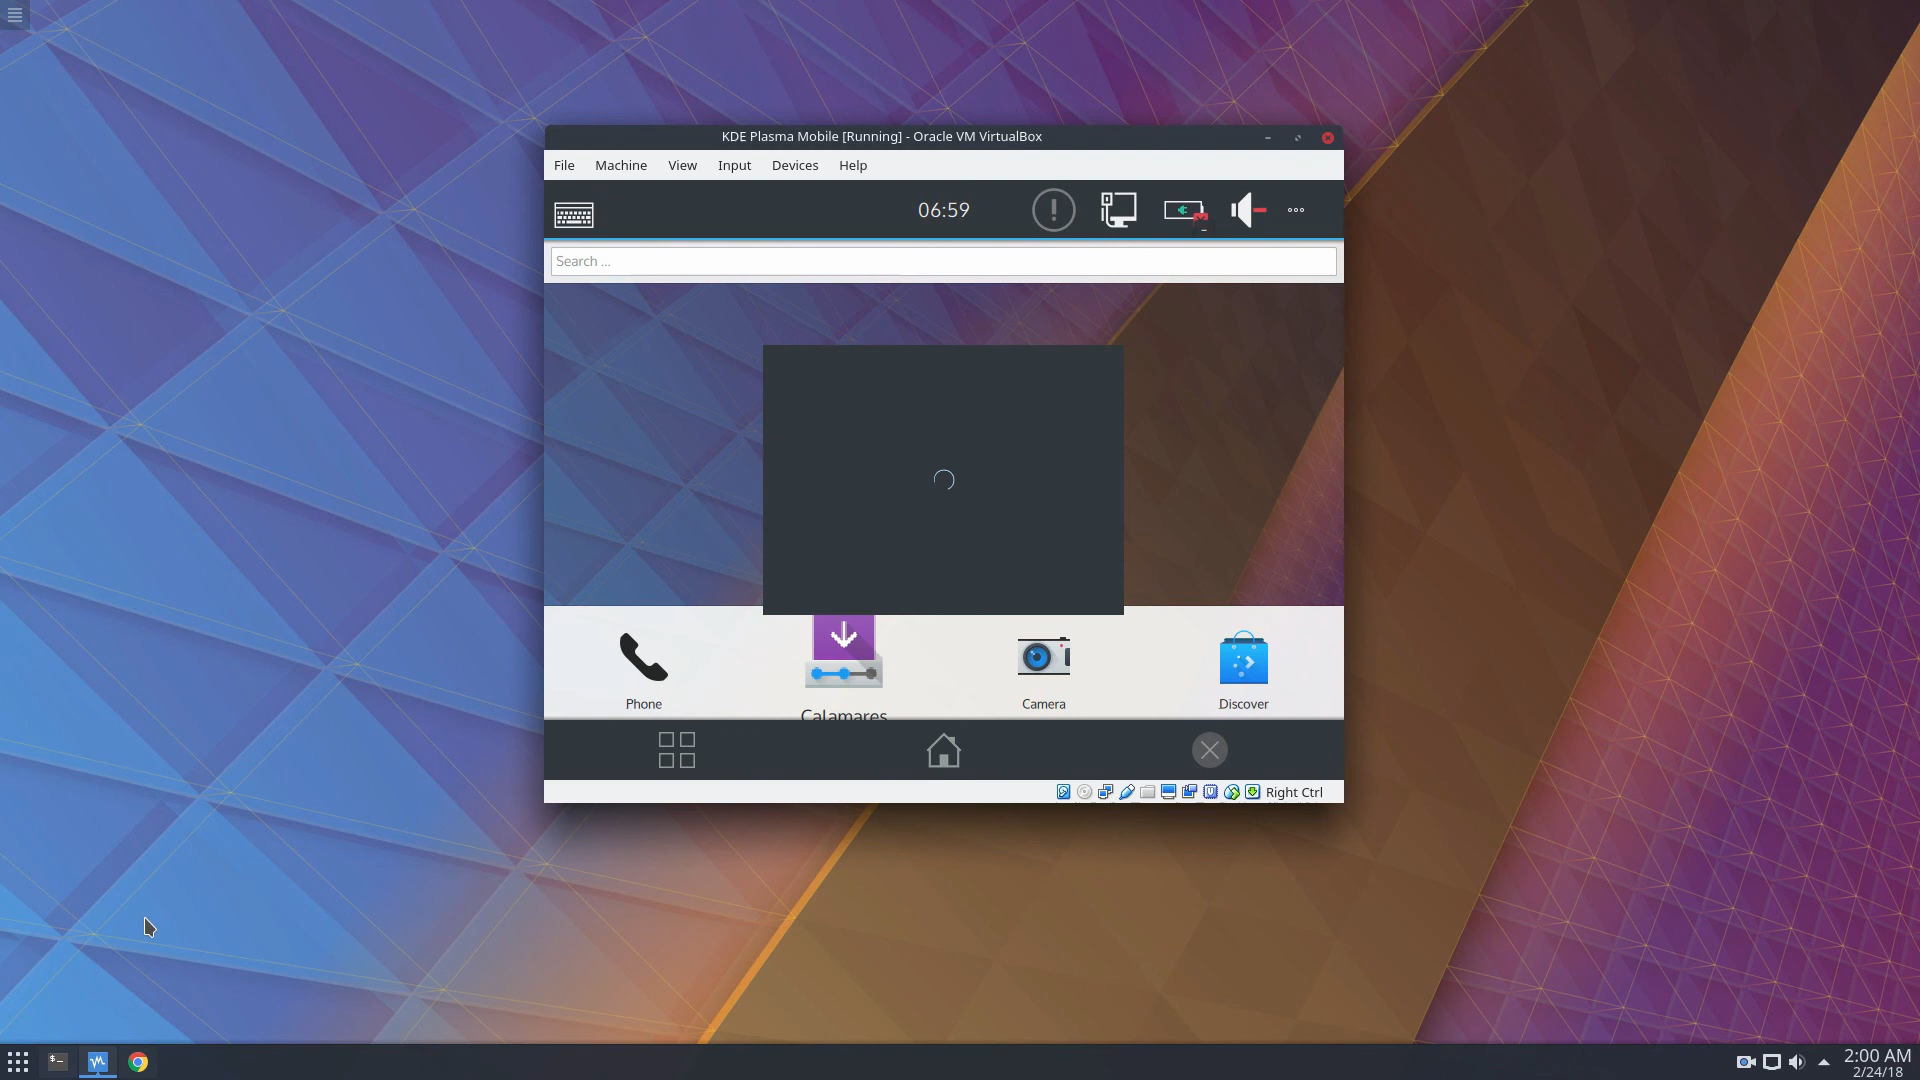 KDE Plasma Mobile [Running] - Oracle VM VirtualBox
File Machine View Input Devices Help
06:59
Search ...
Phone
Calamares
Camera
Discover
Right Ctrl
2:00 AM
2/24/18